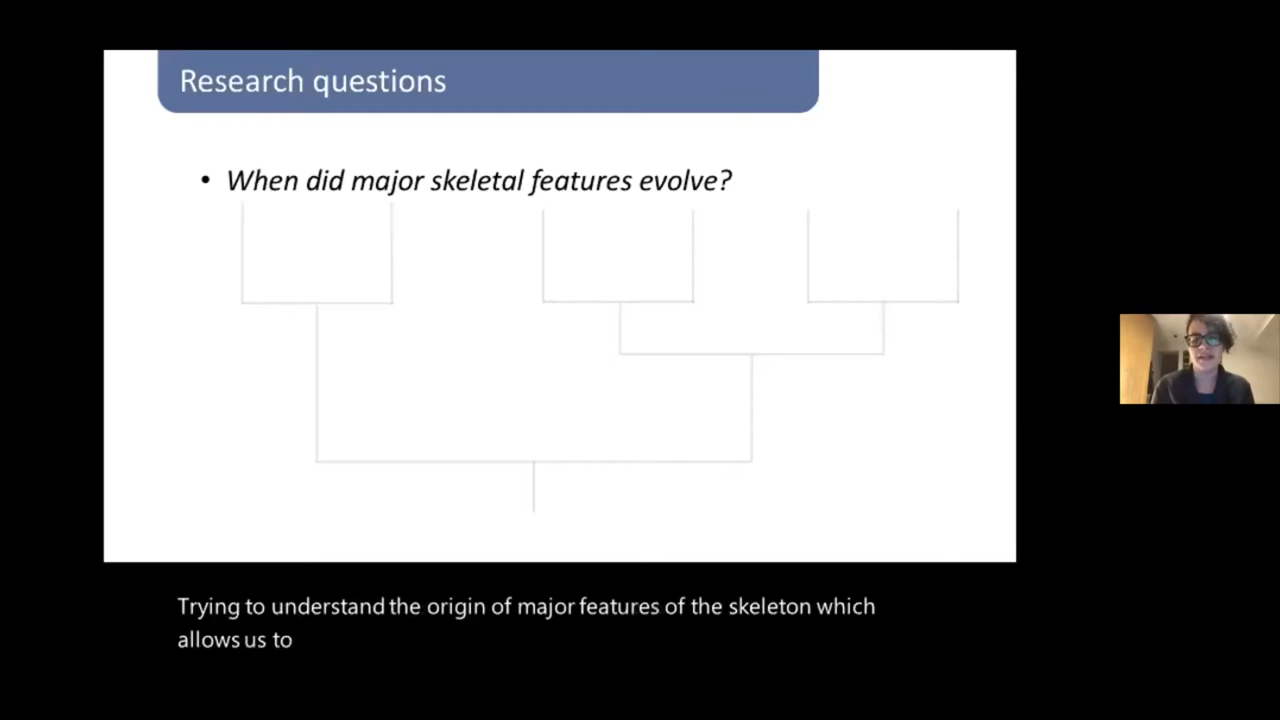 Research questions
• When did major skeletal features evolve?
Trying to understand the origin of major features of the skeleton which
allows us to